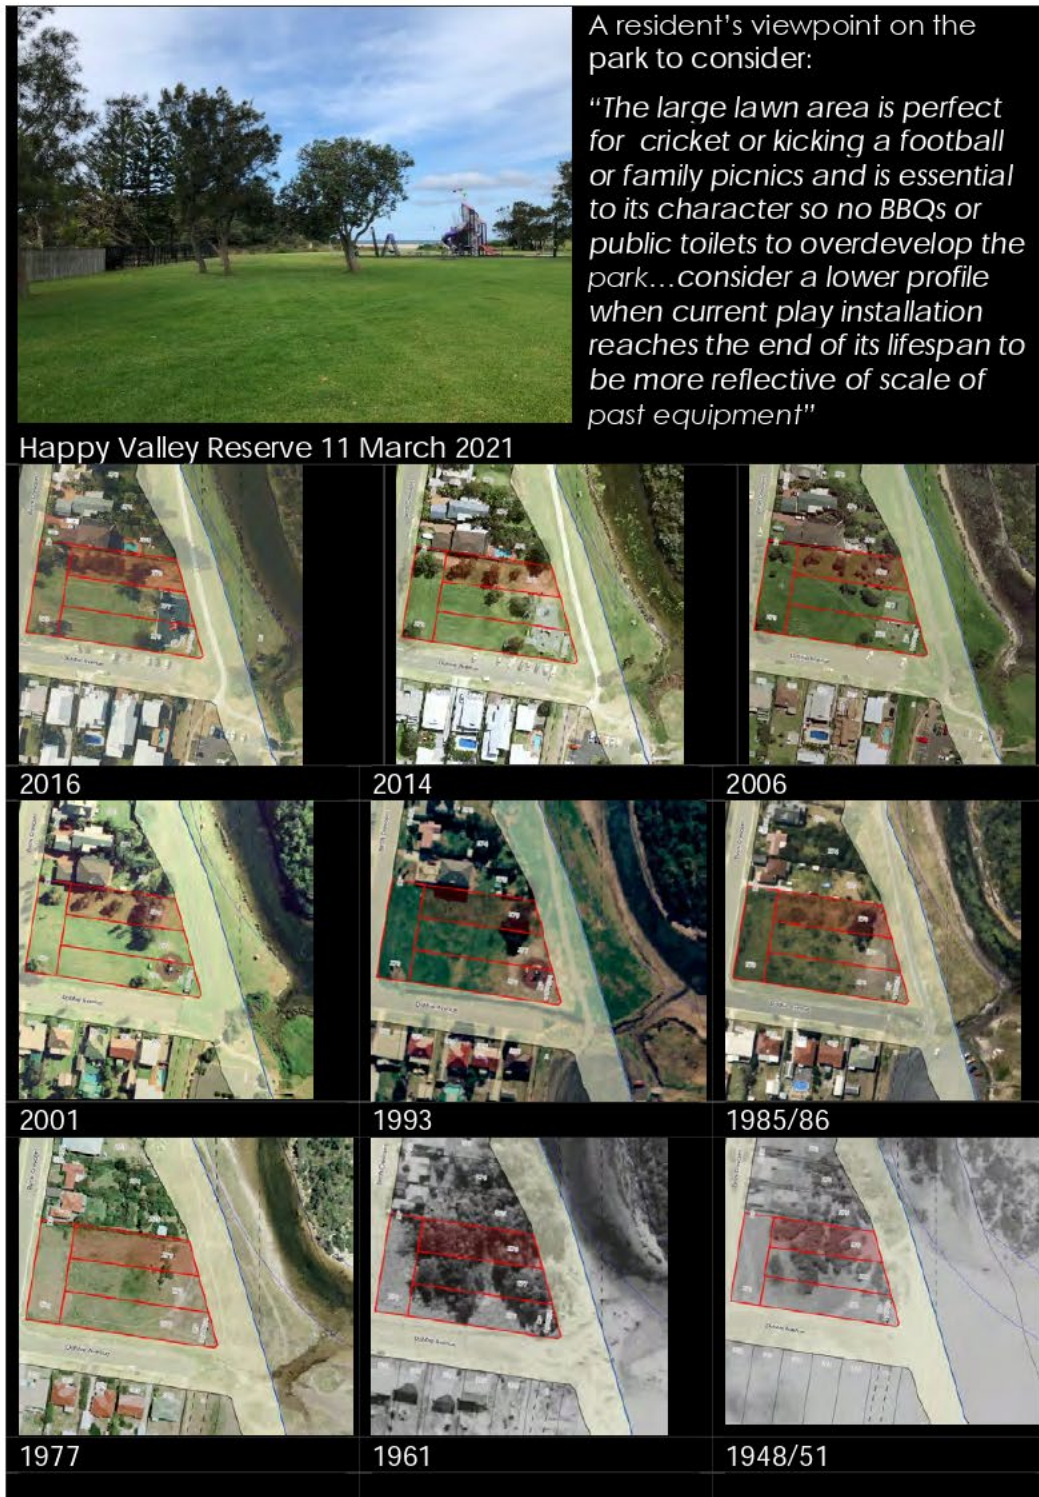 A resident's viewpoint on the
park to consider:
“The large lawn area is perfect
for cricket or kicking a football
or family picnics and is essential
to its character so no BBQs or
public toilets to overdevelop the
park...consider a lower profile
when current play installation
reaches the end of its lifespan to
be more reflective of scale of
past equipment”
Happy Valley Reserve 11 March 2021
2016
2014
2006
2001
1993
1985/86
1977
1961
1948/51